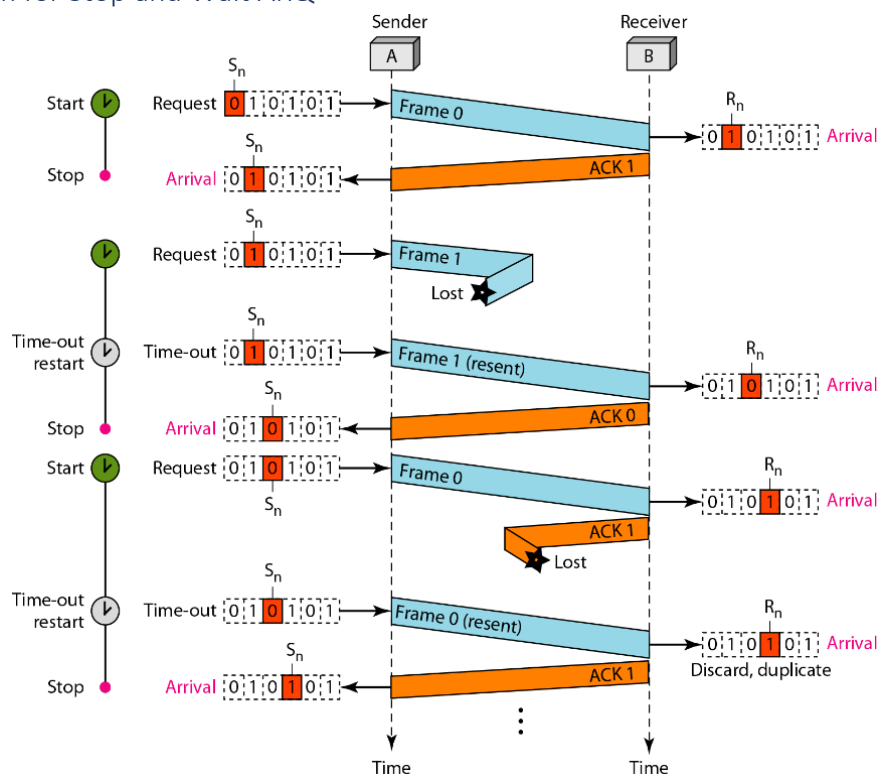 Sender Receiver
A B
Start Request Sn 0 1 0 1 0 1 Frame 0 Rn 0 1 0 1 0 1 Arrival
Stop Arrival Sn 0 1 0 1 0 1 ACK 1
Request Sn 0 1 0 1 0 1 Frame 1
Lost
Time-out
restart Time-out Sn 0 1 0 1 0 1 Frame 1 (resent) Rn 0 1 0 1 0 1 Arrival
Stop Arrival Sn 0 1 0 1 0 1 ACK 0
Start Request 0 1 0 1 0 1 Sn Frame 0 Rn 0 1 0 1 0 1 Arrival
ACK 1
Lost
Time-out
restart Time-out Sn 0 1 0 1 0 1 Frame 0 (resent) Rn 0 1 0 1 0 1 Arrival
Discard, duplicate
Stop Arrival Sn 0 1 0 1 0 1 ACK 1
Time Time